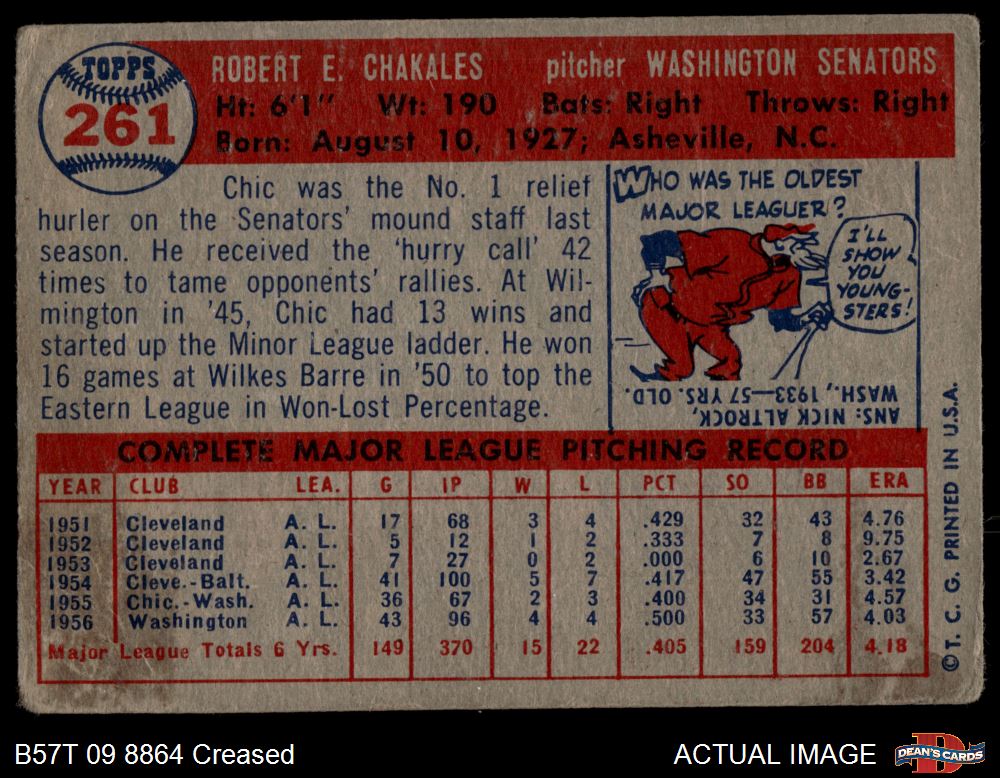 TOPPS
261
ROBERT E. CHAKALES pitcher WASHINGTON SENATORS
Ht: 6'1" Wt: 190 Bats: Right Throws: Right
Born: August 10, 1927; Asheville, N.C.
Chic was the No. 1 relief
hurler on the Senators' mound staff last
season. He received the 'hurry call' 42
times to tame opponents' rallies. At Wil-
mington in '45, Chic had 13 wins and
started up the Minor League ladder. He won
16 games at Wilkes Barre in '50 to top the
Eastern League in Won-Lost Percentage.
WHO WAS THE OLDEST
MAJOR LEAGUER?
I'LL
SHOW
YOU
YOUNG-
STERS!
ANS: NICK ALTROCK,
WASH., 1933—57 YRS. OLD.
COMPLETE MAJOR LEAGUE PITCHING RECORD
YEAR CLUB LEA. G IP W L PCT SO BB ERA
1951 Cleveland A. L. 17 68 3 4 .429 32 43 4.76
1952 Cleveland A. L. 5 12 1 2 .333 7 8 9.75
1953 Cleveland A. L. 7 27 0 2 .000 6 10 2.67
1954 Cleve.-Balt. A. L. 41 100 5 7 .417 47 55 3.42
1955 Chic.-Wash. A. L. 36 67 2 3 .400 34 31 4.57
1956 Washington A. L. 43 96 4 4 .500 33 57 4.03
Major League Totals 6 Yrs. 149 370 15 22 .405 159 204 4.18
© T. C. G. PRINTED IN U.S.A.
B57T 09 8864 Creased
ACTUAL IMAGE
DEAN'S CARDS